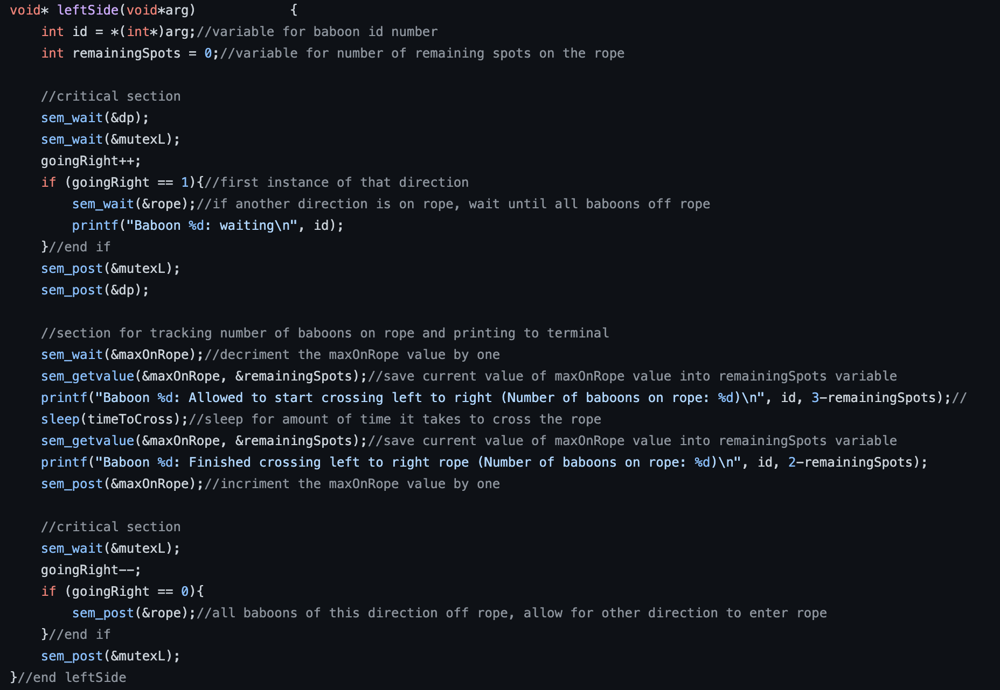 void* leftSide(void*arg)            {
    int id = *(int*)arg;//variable for baboon id number
    int remainingSpots = 0;//variable for number of remaining spots on the rope

    //critical section
    sem_wait(&dp);
    sem_wait(&mutexL);
    goingRight++;
    if (goingRight == 1){//first instance of that direction
        sem_wait(&rope);//if another direction is on rope, wait until all baboons off rope
        printf("Baboon %d: waiting\n", id);
    }//end if
    sem_post(&mutexL);
    sem_post(&dp);

    //section for tracking number of baboons on rope and printing to terminal
    sem_wait(&maxOnRope);//decriment the maxOnRope value by one
    sem_getvalue(&maxOnRope, &remainingSpots);//save current value of maxOnRope value into remainingSpots variable
    printf("Baboon %d: Allowed to start crossing left to right (Number of baboons on rope: %d)\n", id, 3-remainingSpots);//
    sleep(timeToCross);//sleep for amount of time it takes to cross the rope
    sem_getvalue(&maxOnRope, &remainingSpots);//save current value of maxOnRope value into remainingSpots variable
    printf("Baboon %d: Finished crossing left to right rope (Number of baboons on rope: %d)\n", id, 2-remainingSpots);
    sem_post(&maxOnRope);//incriment the maxOnRope value by one

    //critical section
    sem_wait(&mutexL);
    goingRight--;
    if (goingRight == 0){
        sem_post(&rope);//all baboons of this direction off rope, allow for other direction to enter rope
    }//end if
    sem_post(&mutexL);
}//end leftSide